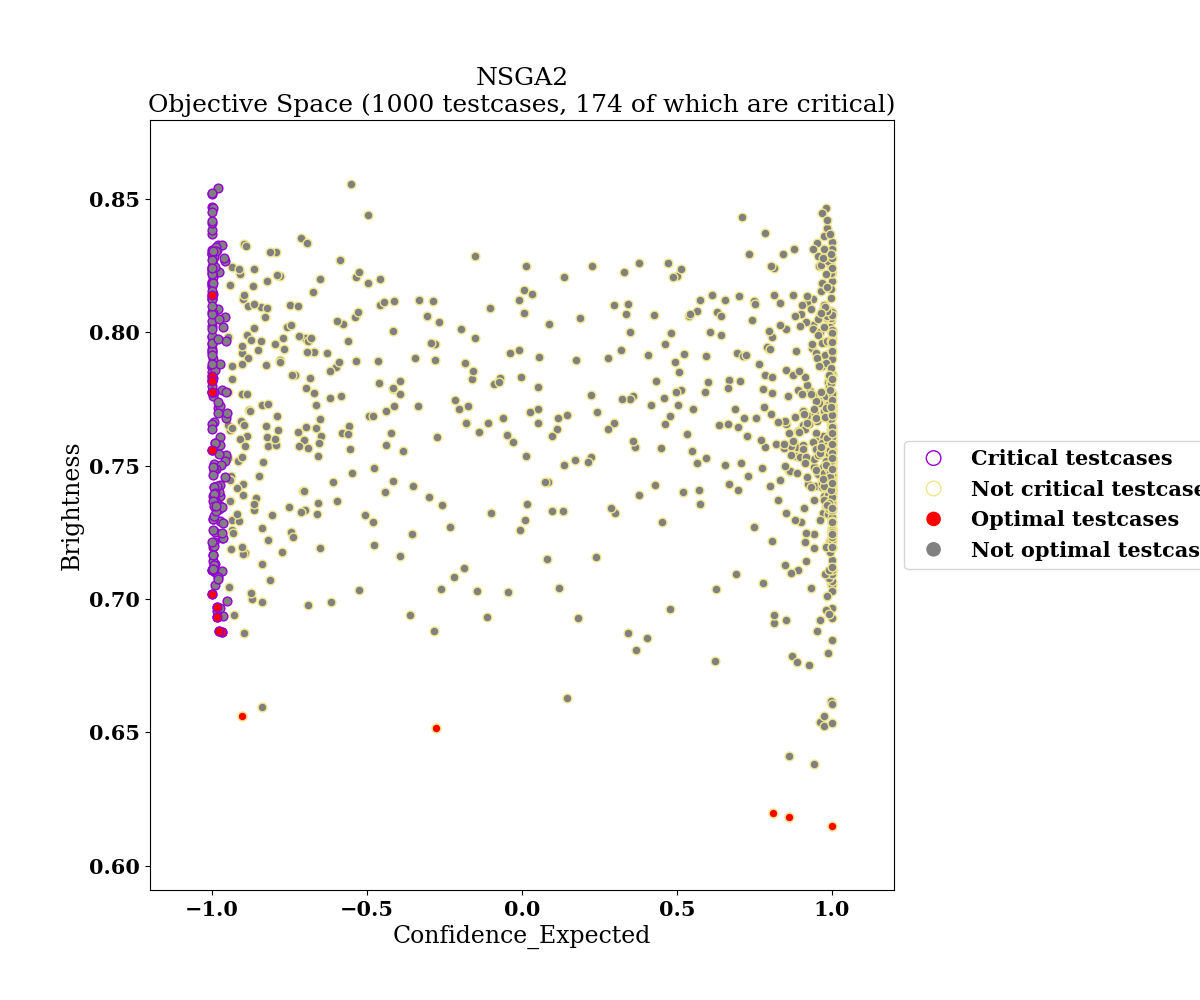 NSGA2
Objective Space (1000 testcases, 174 of which are critical)
0.85
0.80
0.75
0.70
0.65
0.60
Brightness
−1.0
−0.5
0.0
0.5
1.0
Confidence_Expected
Critical testcases
Not critical testcase
Optimal testcases
Not optimal testcas